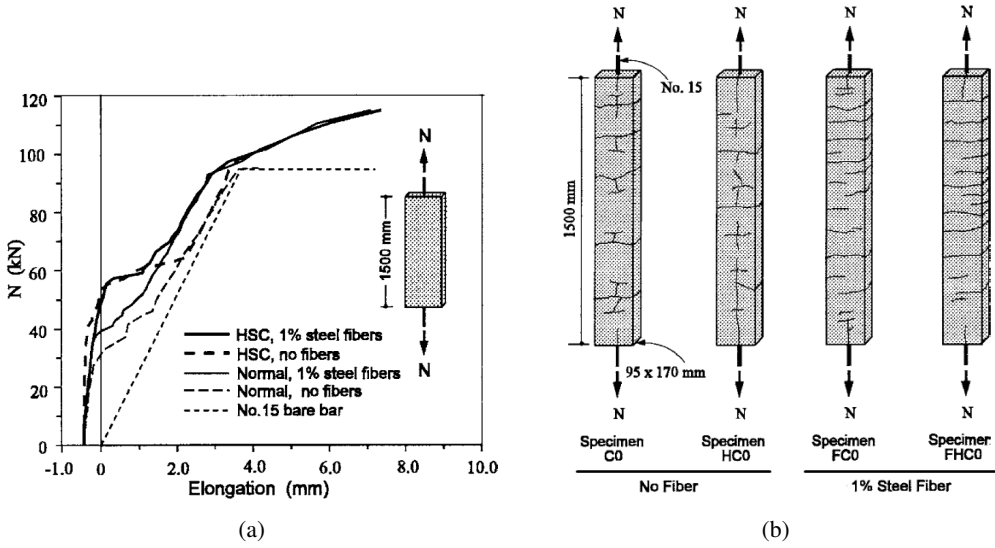 (a)
120
100
80
60
40
20
0
N (kN)
-1.0
0
2.0
4.0
6.0
8.0
10.0
Elongation (mm)
HSC, 1% steel fibers
HSC, no fibers
Normal, 1% steel fibers
Normal, no fibers
No.15 bare bar
N
1500 mm
N
(a)
(b)
N
N
N
N
No. 15
1500 mm
95 x 170 mm
N
N
N
N
Specimen
C0
Specimen
HC0
Specimen
FC0
Specimen
FHC0
No Fiber
1% Steel Fiber
(b)